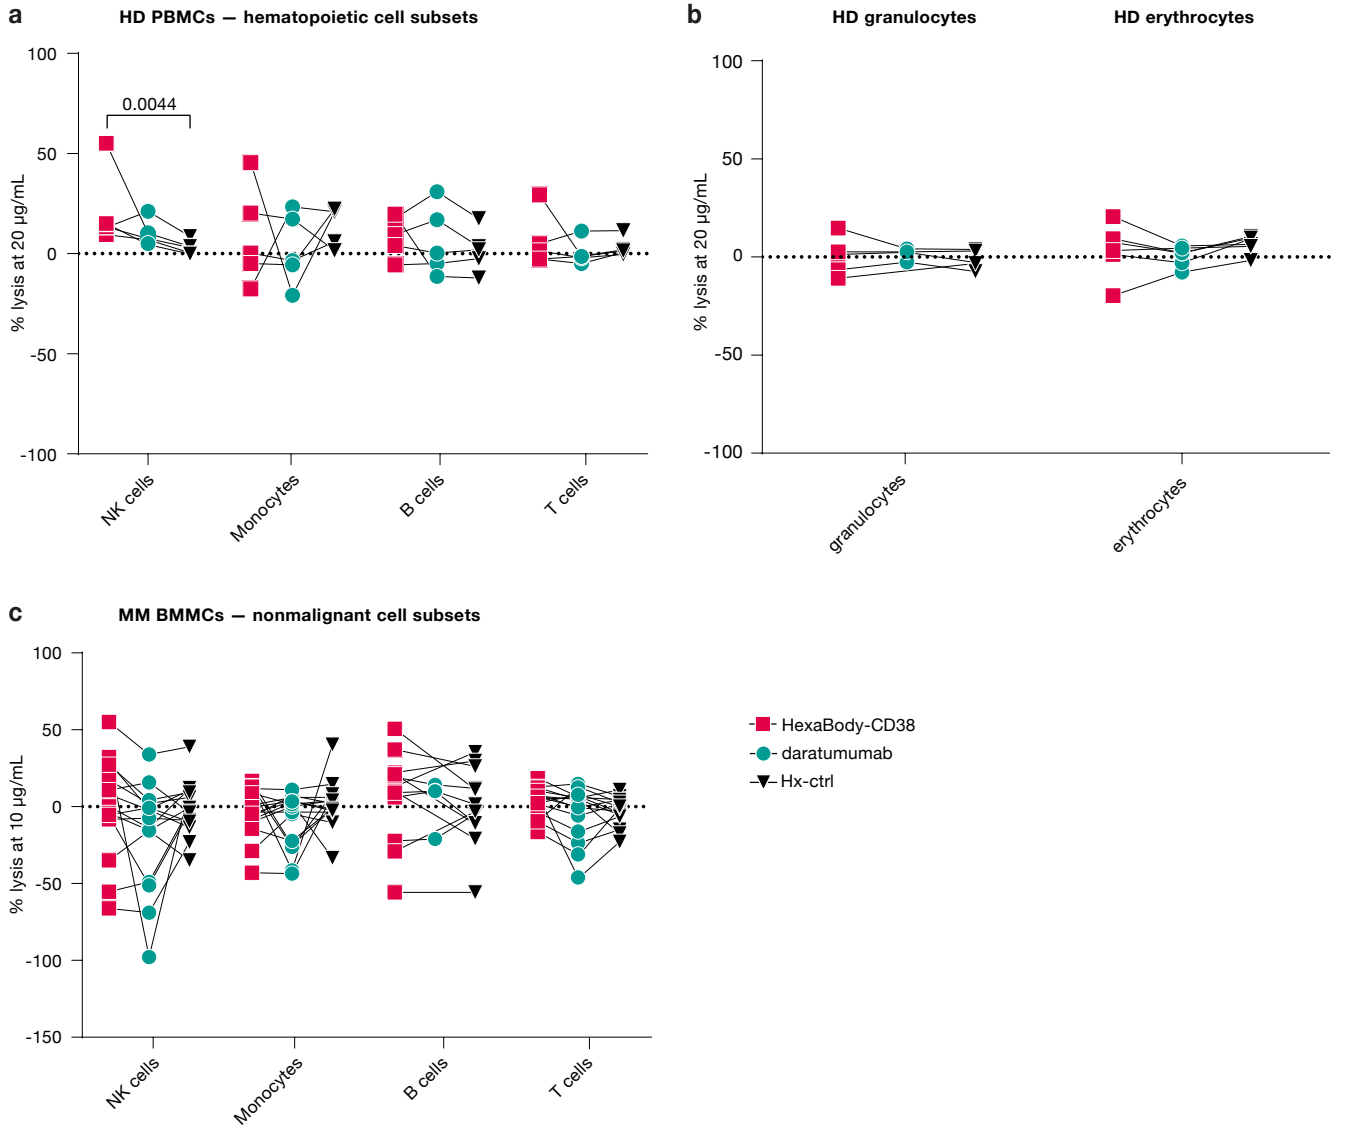 a
HD PBMCs — hematopoietic cell subsets
% lysis at 20 µg/mL
100
50
0
-50
-100
0.0044
NK cells
Monocytes
B cells
T cells
b
HD granulocytes
HD erythrocytes
% lysis at 20 µg/mL
100
50
0
-50
-100
granulocytes
erythrocytes
c
MM BMMCs — nonmalignant cell subsets
% lysis at 10 µg/mL
100
50
0
-50
-100
-150
NK cells
Monocytes
B cells
T cells
HexaBody-CD38
daratumumab
Hx-ctrl